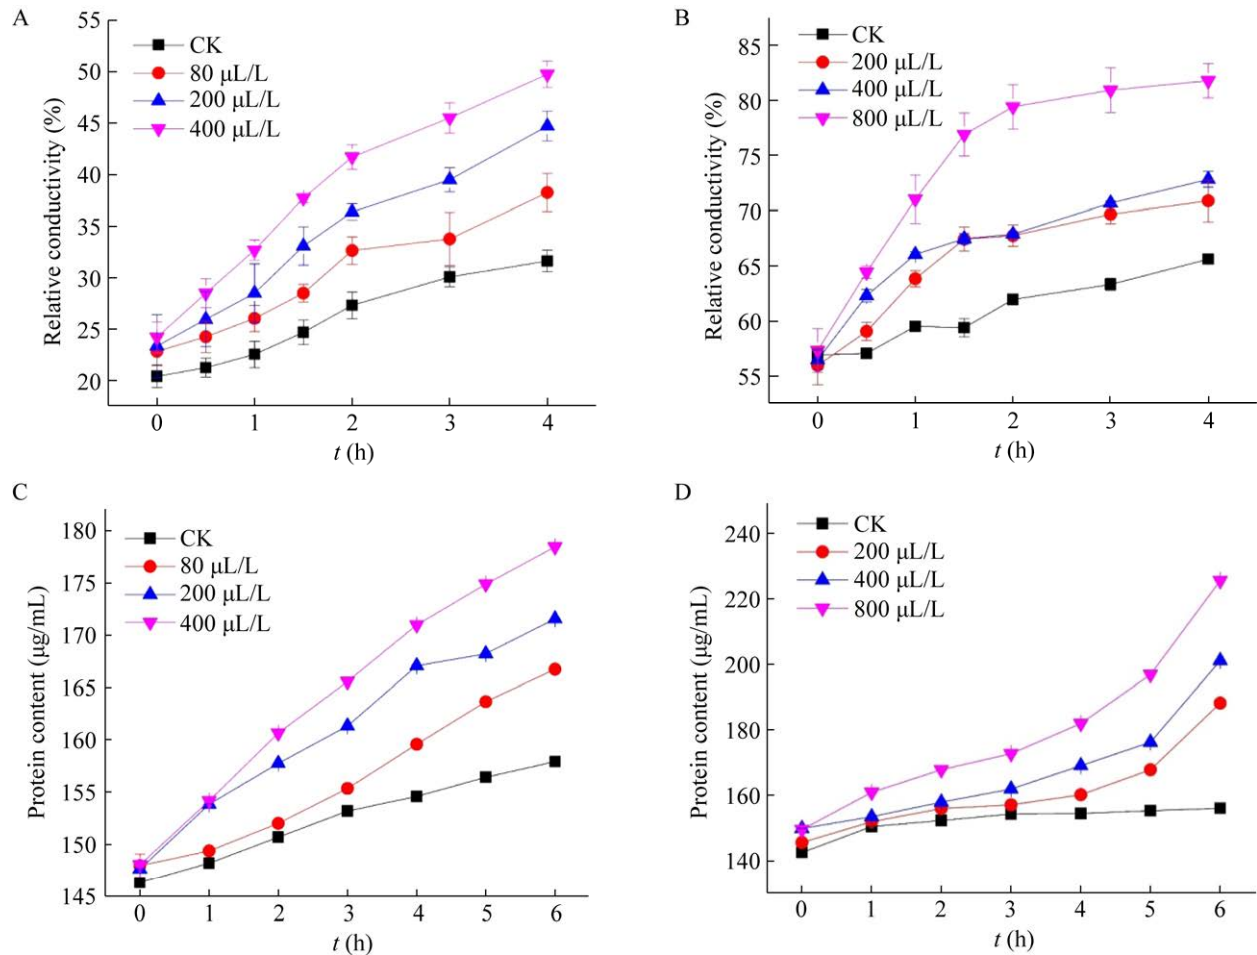 A
55
50
45
40
35
30
25
20
Relative conductivity (%)
CK
80 μL/L
200 μL/L
400 μL/L
0 1 2 3 4
t (h)
B
85
80
75
70
65
60
55
Relative conductivity (%)
CK
200 μL/L
400 μL/L
800 μL/L
0 1 2 3 4
t (h)
C
180
175
170
165
160
155
150
145
Protein content (μg/mL)
CK
80 μL/L
200 μL/L
400 μL/L
0 1 2 3 4 5 6
t (h)
D
240
220
200
180
160
140
Protein content (μg/mL)
CK
200 μL/L
400 μL/L
800 μL/L
0 1 2 3 4 5 6
t (h)